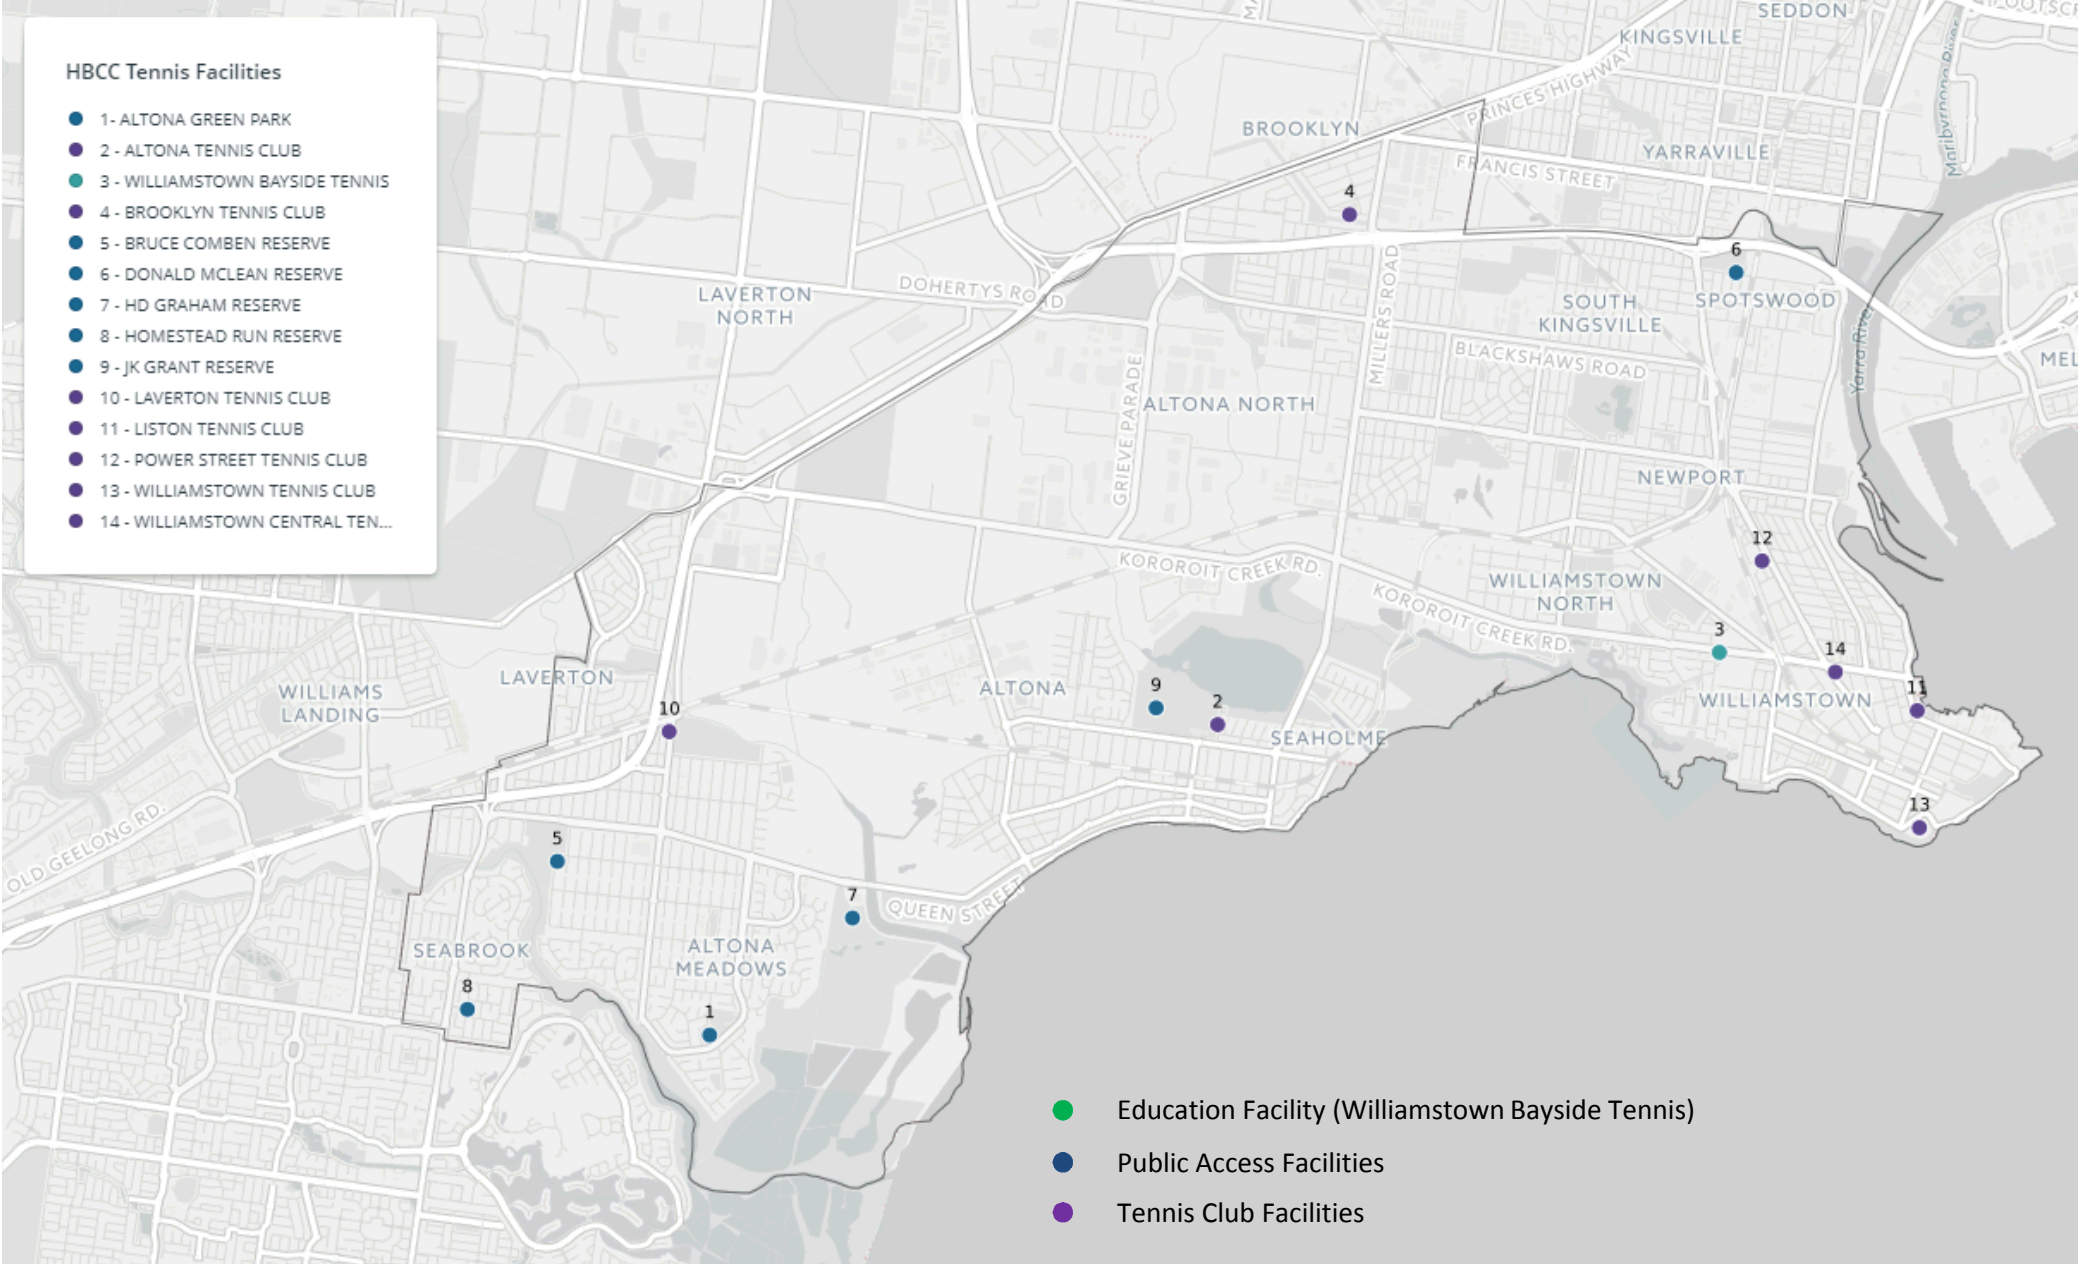 HBCC Tennis Facilities
1- ALTONA GREEN PARK
2 - ALTONA TENNIS CLUB
3 - WILLIAMSTOWN BAYSIDE TENNIS
4 - BROOKLYN TENNIS CLUB
5 - BRUCE COMBEN RESERVE
6 - DONALD MCLEAN RESERVE
7 - HD GRAHAM RESERVE
8 - HOMESTEAD RUN RESERVE
9 - JK GRANT RESERVE
10 - LAVERTON TENNIS CLUB
11 - LISTON TENNIS CLUB
12 - POWER STREET TENNIS CLUB
13 - WILLIAMSTOWN TENNIS CLUB
14 - WILLIAMSTOWN CENTRAL TEN...
SEDDON
KINGSVILLE
PRINCES HIGHWAY
Maribyrnong River
BROOKLYN
YARRAVILLE
FRANCIS STREET
4
6
DOHERTYS ROAD
LAVERTON
NORTH
SOUTH
KINGSVILLE
SPOTSWOOD
MILLERS ROAD
Yarra River
BLACKSHAWS ROAD
MEL
GRIEVE PARADE
ALTONA NORTH
NEWPORT
12
KOROROIT CREEK RD.
KOROROIT CREEK RD.
WILLIAMSTOWN
NORTH
3
14
LAVERTON
WILLIAMS
LANDING
ALTONA
9
2
11
WILLIAMSTOWN
10
SEAHOLME
13
OLD GEELONG RD.
5
7
QUEEN STREET
SEABROOK
ALTONA
MEADOWS
8
1
Education Facility (Williamstown Bayside Tennis)
Public Access Facilities
Tennis Club Facilities